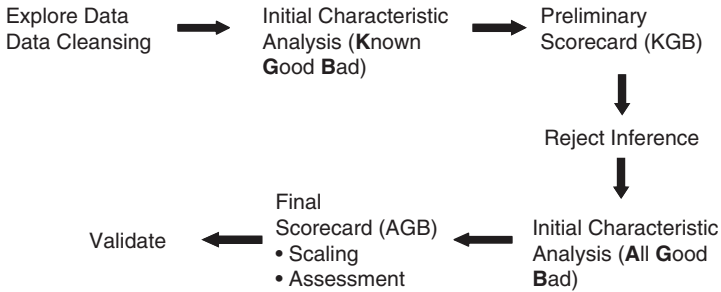 Explore Data
Data Cleansing
Initial Characteristic
Analysis (Known
Good Bad)
Preliminary
Scorecard (KGB)
Reject Inference
Initial Characteristic
Analysis (All Good
Bad)
Final
Scorecard (AGB)
• Scaling
• Assessment
Validate